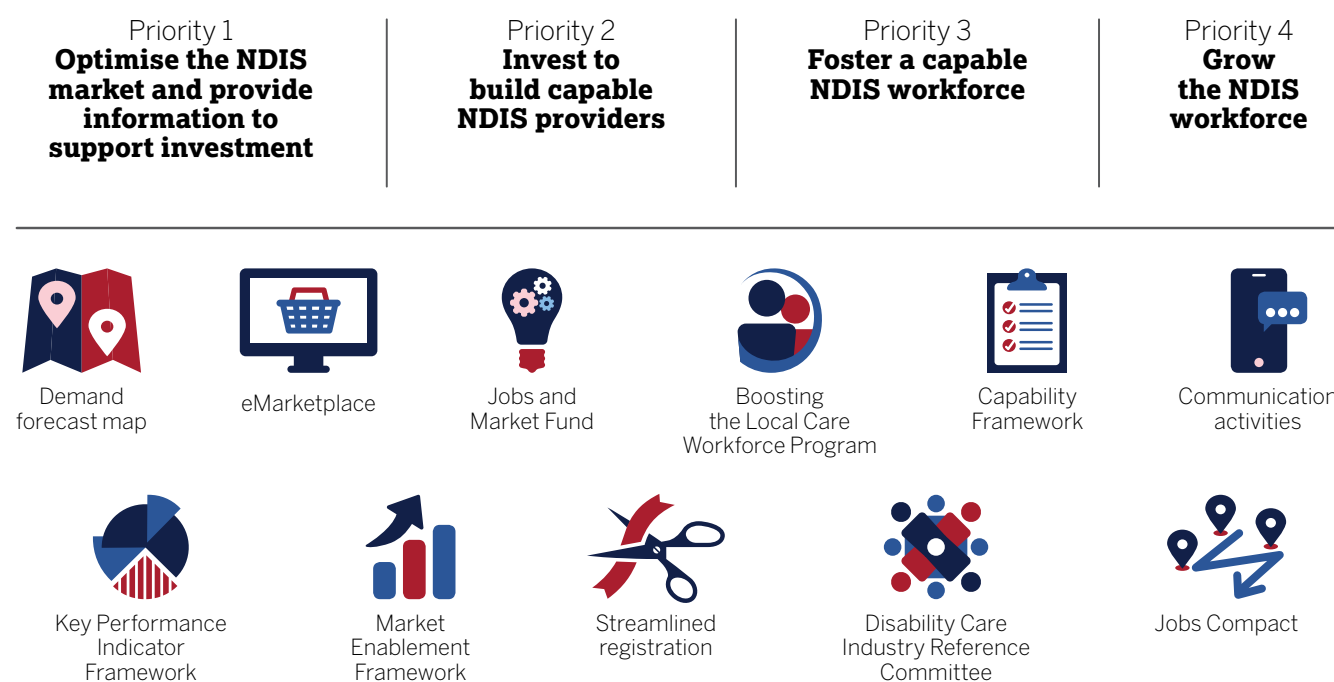 Priority 1
Optimise the NDIS
market and provide
information to
support investment
Priority 2
Invest to
build capable
NDIS providers
Priority 3
Foster a capable
NDIS workforce
Priority 4
Grow
the NDIS
workforce
Demand
forecast map
eMarketplace
Jobs and
Market Fund
Boosting
the Local Care
Workforce Program
Capability
Framework
Communication
activities
Key Performance
Indicator
Framework
Market
Enablement
Framework
Streamlined
registration
Disability Care
Industry Reference
Committee
Jobs Compact